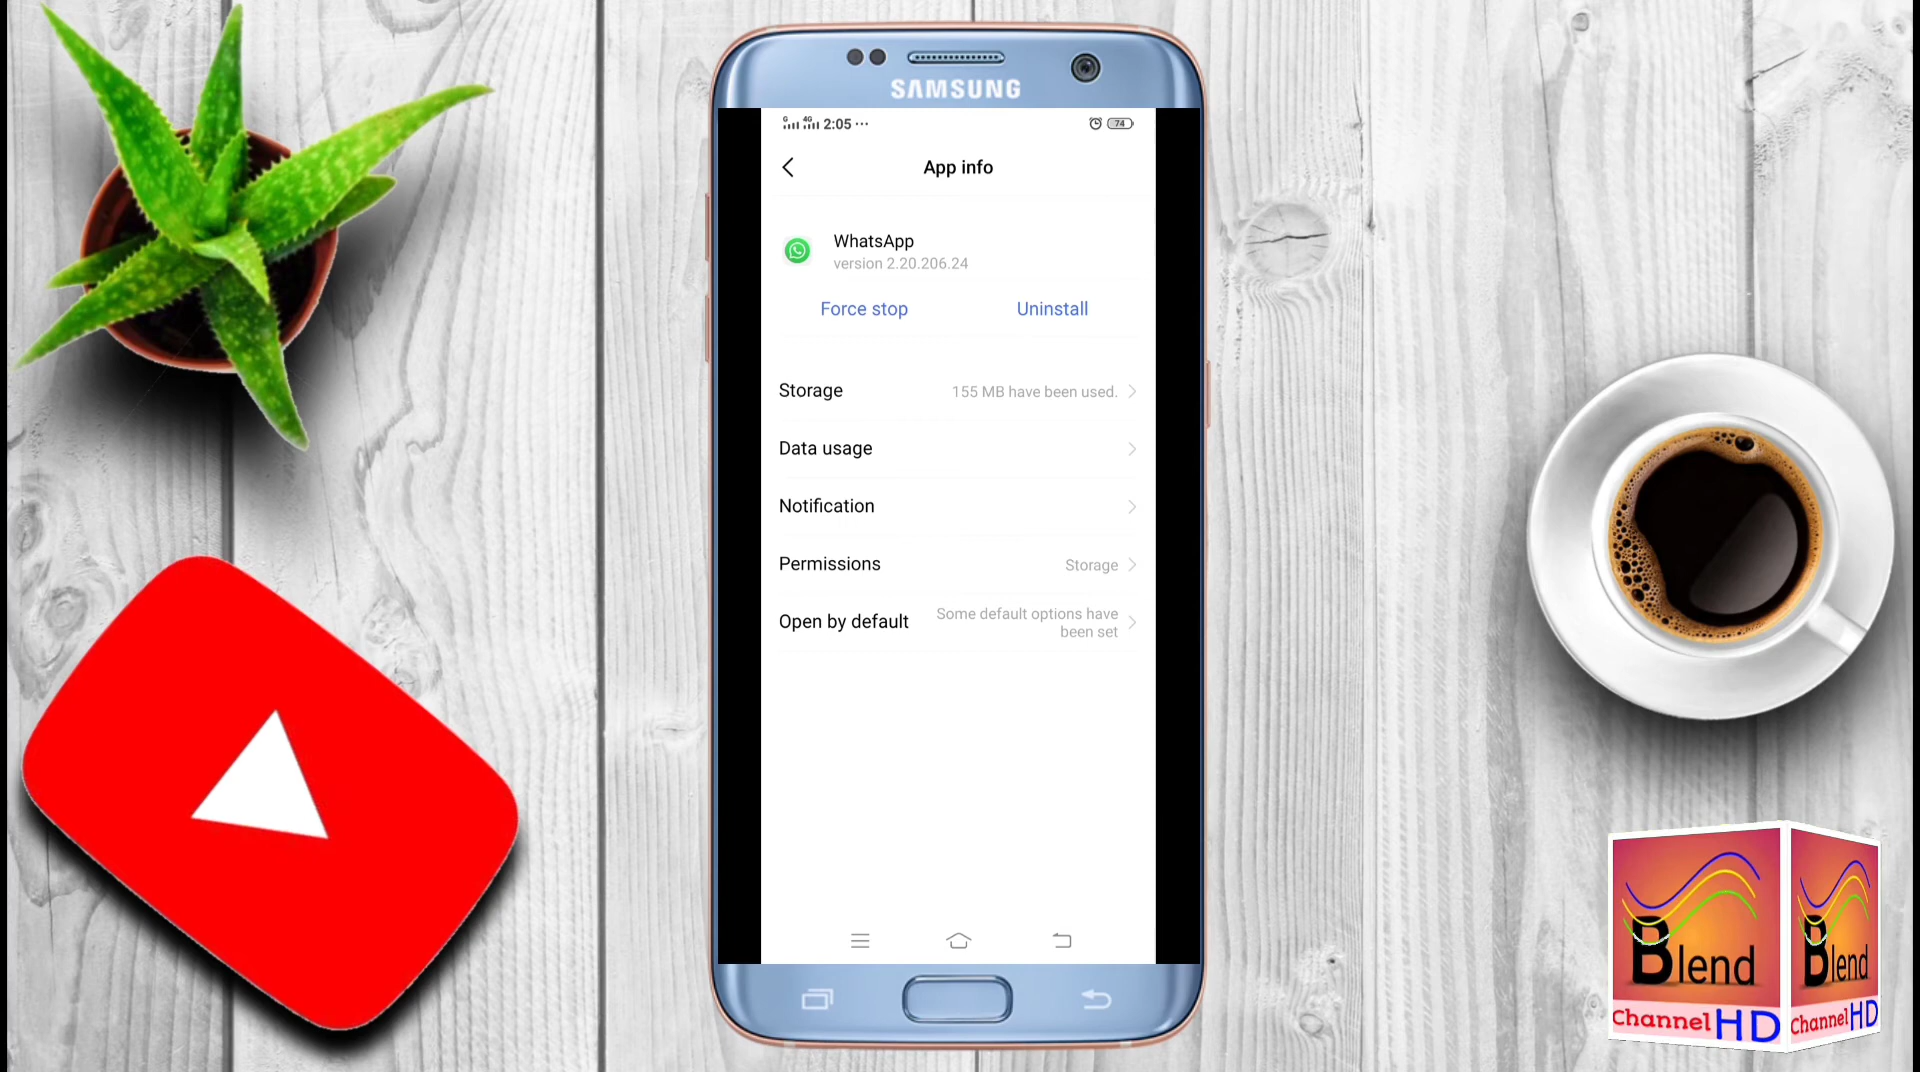 SAMSUNG
G 4G 2:05 ··· 74
App info
WhatsApp
version 2.20.206.24
Force stop Uninstall
Storage 155 MB have been used.
Data usage
Notification
Permissions Storage
Open by default Some default options have
been set
Blend
Channel HD
Blend
Channel HD